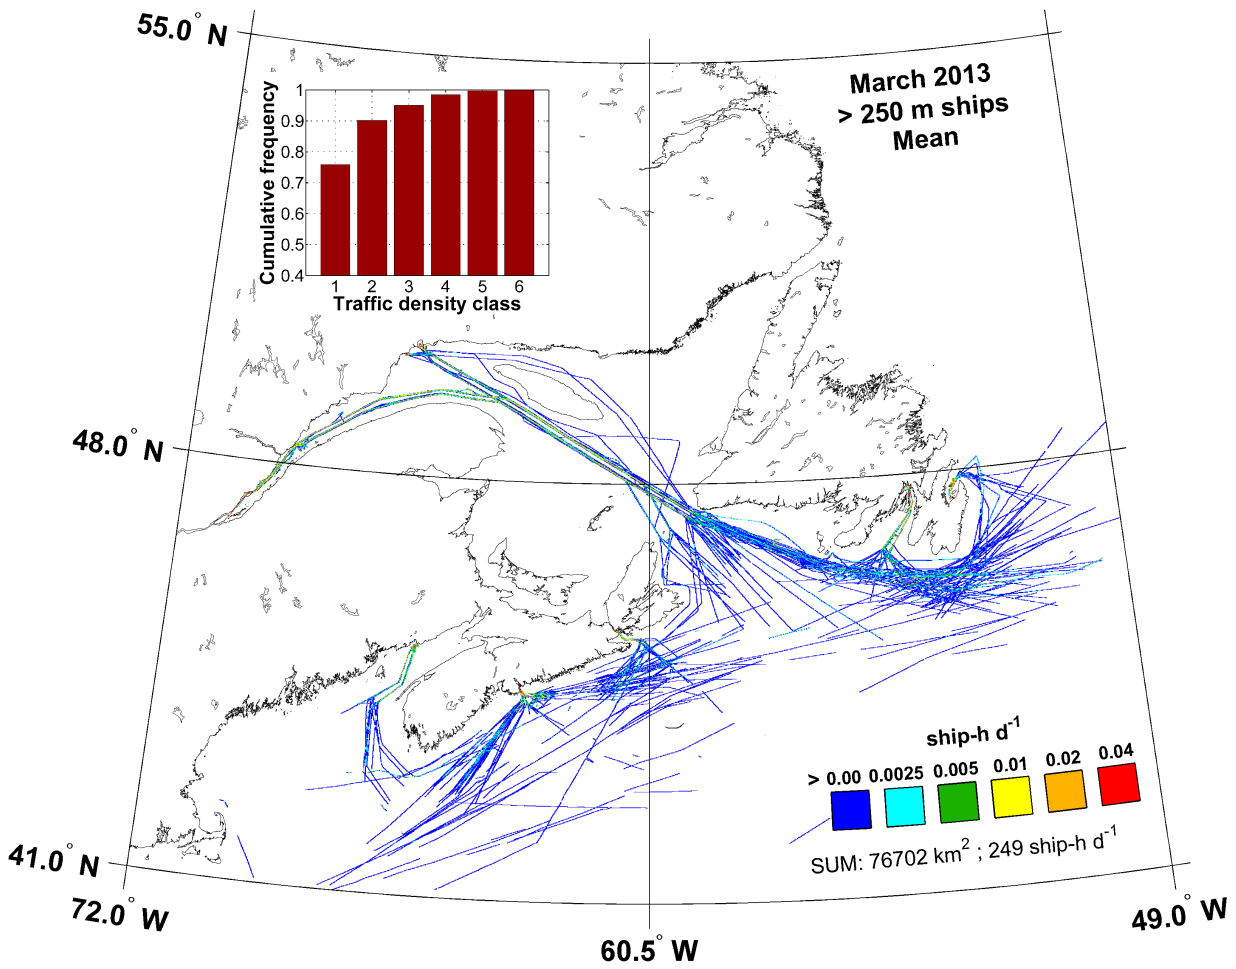 55.0° N
March 2013
> 250 m ships
Mean
1
0.9
0.8
0.7
0.6
0.5
0.4
Cumulative frequency
1 2 3 4 5 6
Traffic density class
48.0° N
ship-h d-1
> 0.00 0.0025 0.005 0.01 0.02 0.04
SUM: 76702 km2 ; 249 ship-h d-1
41.0° N
72.0° W
60.5° W
49.0° W